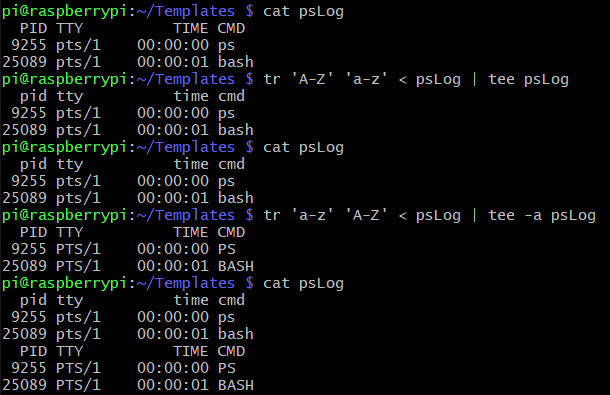 pi@raspberrypi:~/Templates $ cat psLog
  PID TTY          TIME CMD
 9255 pts/1    00:00:00 ps
25089 pts/1    00:00:01 bash
pi@raspberrypi:~/Templates $ tr 'A-Z' 'a-z' < psLog | tee psLog
  pid tty          time cmd
 9255 pts/1    00:00:00 ps
25089 pts/1    00:00:01 bash
pi@raspberrypi:~/Templates $ cat psLog
  pid tty          time cmd
 9255 pts/1    00:00:00 ps
25089 pts/1    00:00:01 bash
pi@raspberrypi:~/Templates $ tr 'a-z' 'A-Z' < psLog | tee -a psLog
  PID TTY          TIME CMD
 9255 PTS/1    00:00:00 PS
25089 PTS/1    00:00:01 BASH
pi@raspberrypi:~/Templates $ cat psLog
  pid tty          time cmd
 9255 pts/1    00:00:00 ps
25089 pts/1    00:00:01 bash
  PID TTY          TIME CMD
 9255 PTS/1    00:00:00 PS
25089 PTS/1    00:00:01 BASH